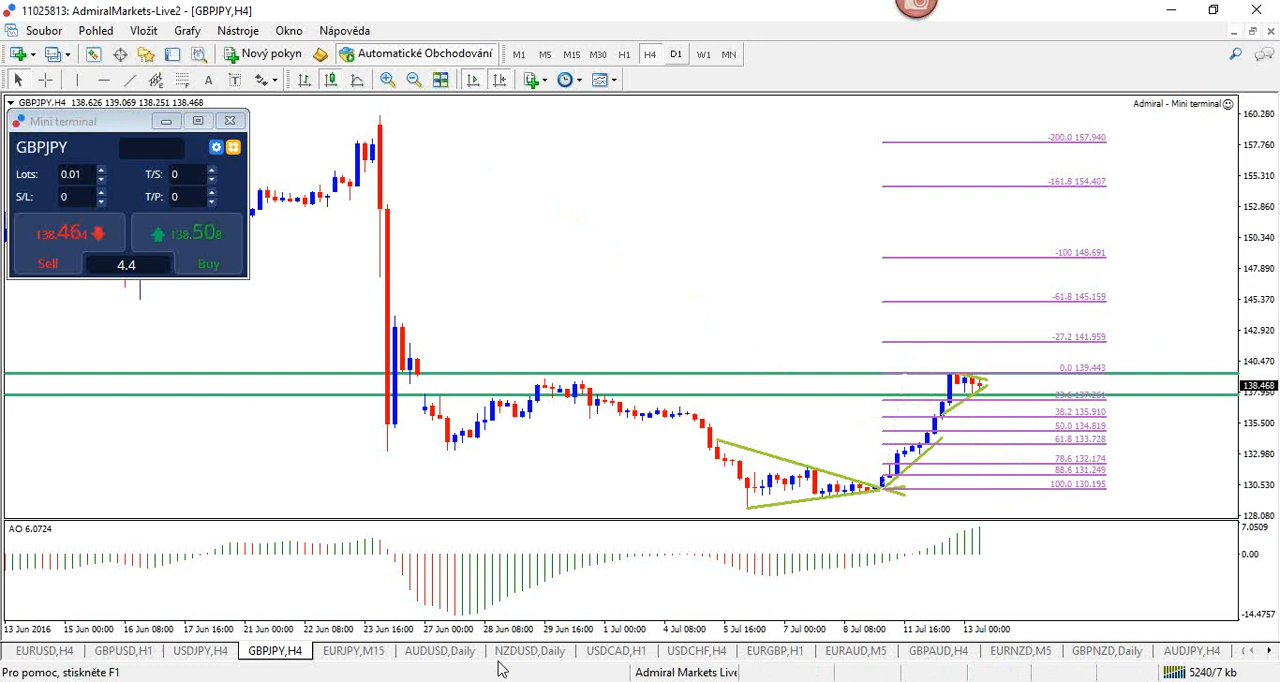 11025813: AdmiralMarkets-Live2 - [GBPJPY,H4]
Soubor Pohled Vložit Grafy Nástroje Okno Nápověda
Nový pokyn Automatické Obchodování M1 M5 M15 M30 H1 H4 D1 W1 MN
A T
GBPJPY,H4 138.626 139.069 138.251 138.468
Admiral - Mini terminal
Mini terminal
GBPJPY
Lots: 0.01 T/S: 0
S/L: 0 T/P: 0
138.464 138.508
Sell 4.4 Buy
-200.0 157.940
-161.8 154.407
-100 148.691
-61.8 145.159
-27.2 141.959
0.0 139.443
38.2 135.910
50.0 134.819
61.8 133.728
78.6 132.174
88.6 131.249
100.0 130.195
160.280
157.760
155.310
152.860
150.340
147.890
145.370
142.920
140.470
138.468
135.500
132.980
130.530
128.080
AO 6.0724
7.0509
0.00
-14.4757
13 Jun 2016 15 Jun 00:00 16 Jun 08:00 17 Jun 16:00 21 Jun 00:00 22 Jun 08:00 23 Jun 16:00 27 Jun 00:00 28 Jun 08:00 29 Jun 16:00 1 Jul 00:00 4 Jul 08:00 5 Jul 16:00 7 Jul 00:00 8 Jul 08:00 11 Jul 16:00 13 Jul 00:00
EURUSD,H4 GBPUSD,H1 USDJPY,H4 GBPJPY,H4 EURJPY,M15 AUDUSD,Daily NZDUSD,Daily USDCAD,H1 USDCHF,H4 EURGBP,H1 EURAUD,M5 GBPAUD,H4 EURNZD,M5 GBPNZD,Daily AUDJPY,H4
Pro pomoc, stiskněte F1 Admiral Markets Live 5240/7 kb